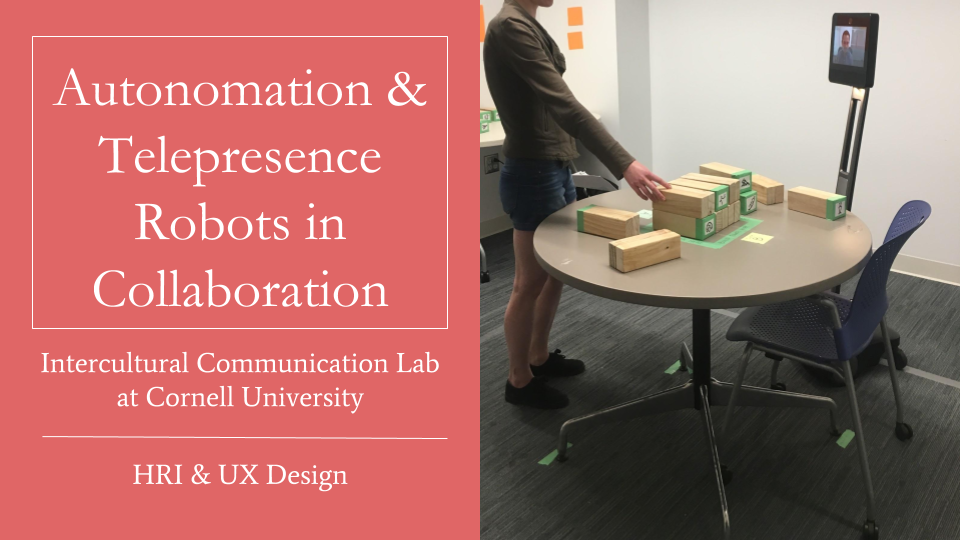 Autonomation &
Telepresence
Robots in
Collaboration
Intercultural Communication Lab
at Cornell University
HRI & UX Design